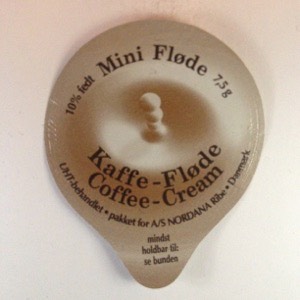 10% fedt Mini Fløde 7,5g
Kaffe-Fløde
Coffee-Cream
UHT-behandlet • pakket for A/S NORDANA Ribe • Danmark
mindst
holdbar til:
se bunden